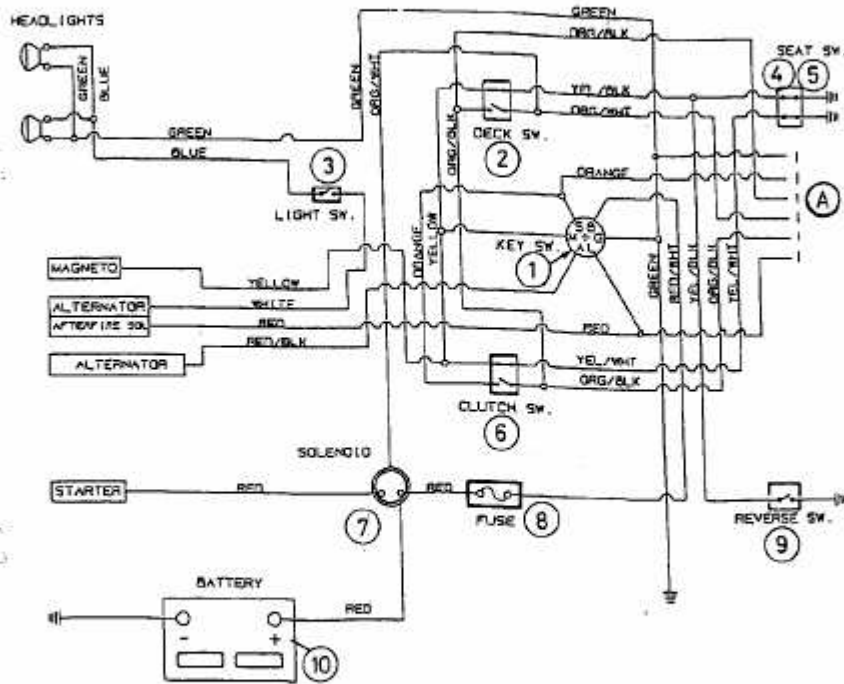 HEADLIGHTS
GREEN
BLUE
GREEN
BLUE
GREEN
ORG/WHT
GREEN
ORG/BLK
SEAT SW.
4
5
YEL/BLK
ORG/WHT
DECK SW.
2
ORG/BLK
3
LIGHT SW.
ORANGE
A
ORANGE
YELLOW
KEY SW.
1
GREEN
RED/WHT
YEL/BLK
ORG/BLK
YEL/WHT
MAGNETO
YELLOW
ALTERNATOR
WHITE
AFTERFIRE SOL
RED
RED
ALTERNATOR
RED/BLK
YEL/WHT
ORG/BLK
CLUTCH SW.
6
SOLENOID
STARTER
RED
7
RED
FUSE
8
REVERSE SW.
9
BATTERY
RED
-
+
10